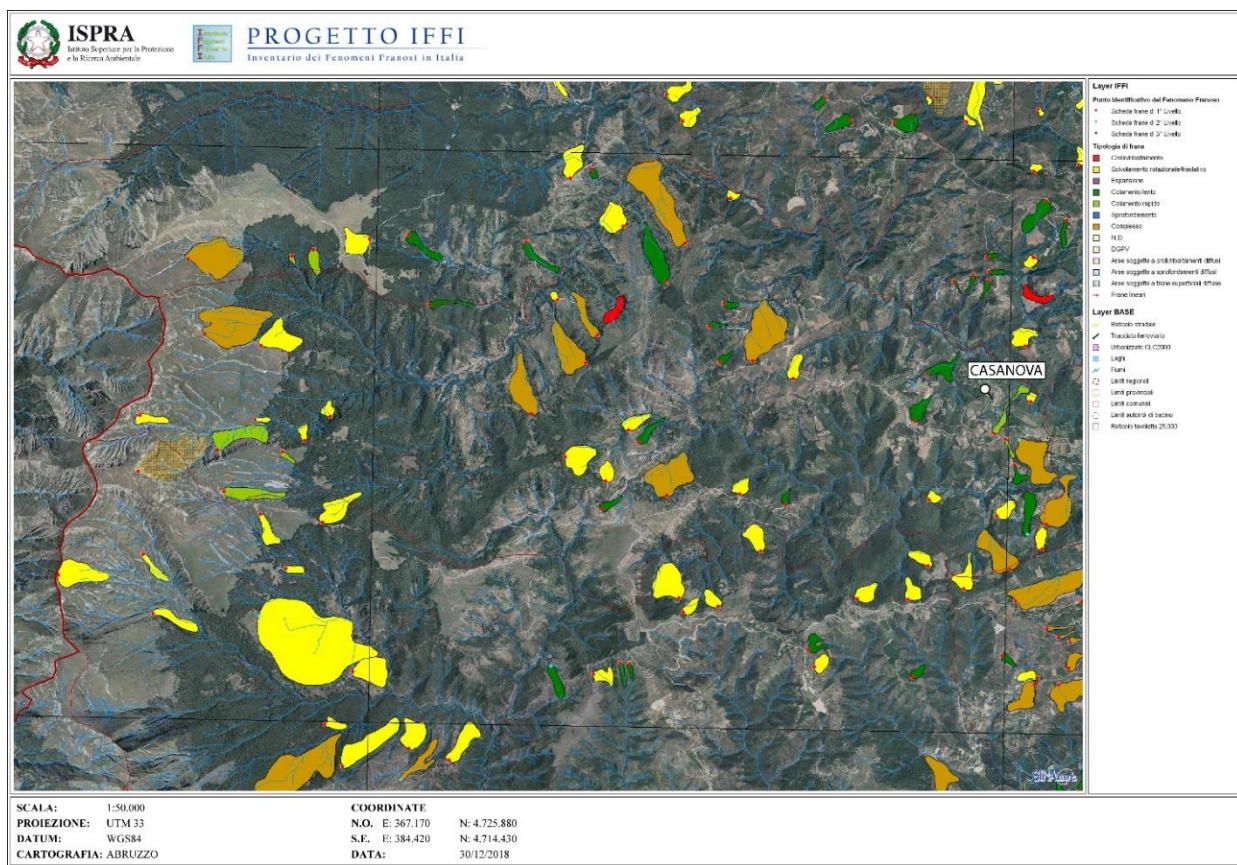 ISPRA
Istituto Superiore per la Protezione
e la Ricerca Ambientale
Inventario
Fenomeni
Franosi in
Italia
PROGETTO IFFI
Inventario dei Fenomeni Franosi in Italia
CASANOVA
SINAnet
Layer IFFI
Punto Identificativo del Fenomeno Franoso
Scheda frane di 1° Livello
Scheda frane di 2° Livello
Scheda frane di 3° Livello
Tipologia di frana
Crollo/ribaltamento
Scivolamento rotazionale/traslativo
Espansione
Colamento lento
Colamento rapido
Sprofondamento
Complesso
N.D.
DGPV
Aree soggette a crolli/ribaltamenti diffusi
Aree soggette a sprofondamenti diffusi
Aree soggette a frane superficiali diffuse
Frane lineari
Layer BASE
Reticolo stradale
Tracciato ferroviario
Urbanizzato CLC2000
Laghi
Fiumi
Limiti regionali
Limiti provinciali
Limiti comunali
Limiti autorità di bacino
Reticolo tavolette 25.000
SCALA: 1:50.000
PROIEZIONE: UTM 33
DATUM: WGS84
CARTOGRAFIA: ABRUZZO
COORDINATE
N.O. E: 367.170 N: 4.725.880
S.E. E: 384.420 N: 4.714.430
DATA: 30/12/2018